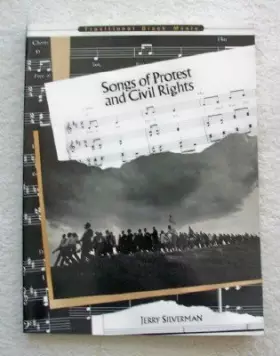 Traditional Black Music
Songs of Protest
and Civil Rights
JERRY SILVERMAN